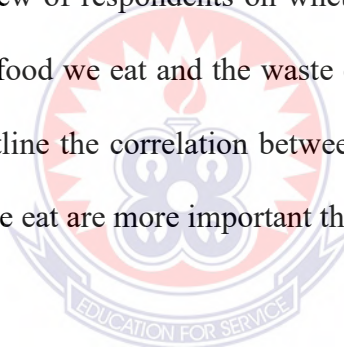 view of respondents on whet
food we eat and the waste
tline the correlation between
e eat are more important th
EDUCATION FOR SERVICE